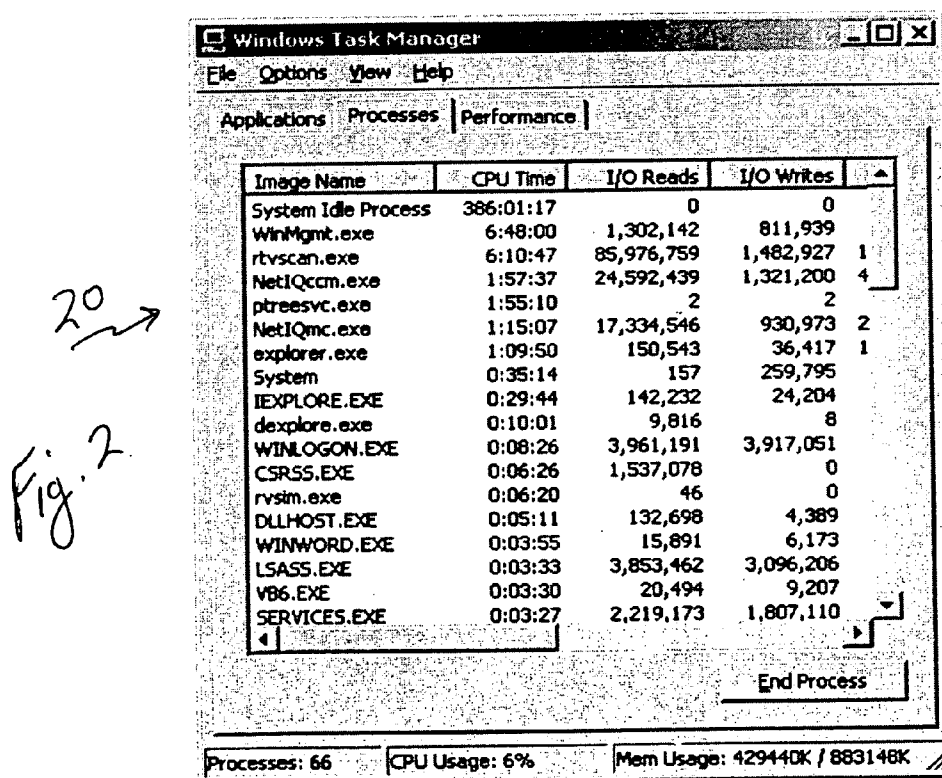 Windows Task Manager
File Options View Help
Applications Processes Performance
Image Name CPU Time I/O Reads I/O Writes
System Idle Process 386:01:17 0 0
WinMgmt.exe 6:48:00 1,302,142 811,939
rtvscan.exe 6:10:47 85,976,759 1,482,927 1
NetIQccm.exe 1:57:37 24,592,439 1,321,200 4
ptreesvc.exe 1:55:10 2 2
NetIQmc.exe 1:15:07 17,334,546 930,973 2
explorer.exe 1:09:50 150,543 36,417 1
System 0:35:14 157 259,795
IEXPLORE.EXE 0:29:44 142,232 24,204
dexplore.exe 0:10:01 9,816 8
WINLOGON.EXE 0:08:26 3,961,191 3,917,051
CSRSS.EXE 0:06:26 1,537,078 0
rvsim.exe 0:06:20 46 0
DLLHOST.EXE 0:05:11 132,698 4,389
WINWORD.EXE 0:03:55 15,891 6,173
LSASS.EXE 0:03:33 3,853,462 3,096,206
VB6.EXE 0:03:30 20,494 9,207
SERVICES.EXE 0:03:27 2,219,173 1,807,110
End Process
Processes: 66 CPU Usage: 6% Mem Usage: 429440K / 883148K
20
Fig. 2